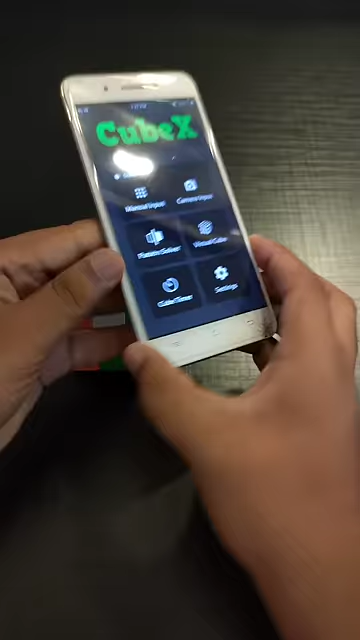 CubeX
Manual Input
Camera Input
Pattern Solver
Virtual Cube
Cube Timer
Settings